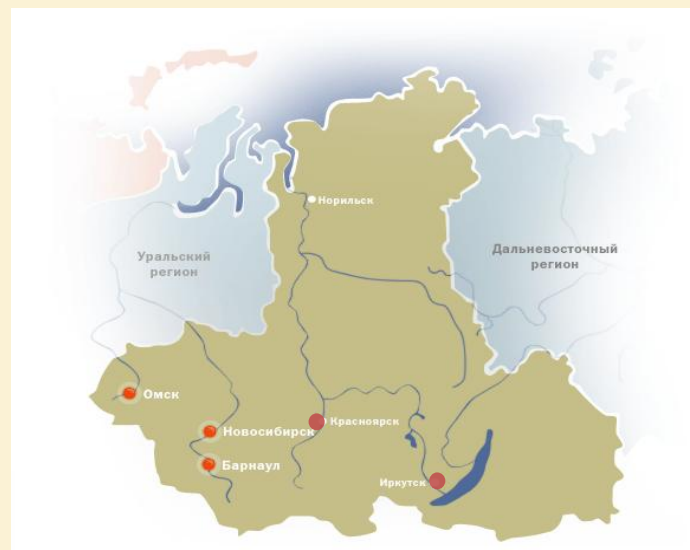 Норильск
Уральский
регион
Дальневосточный
регион
Омск
Новосибирск
Красноярск
Барнаул
Иркутск